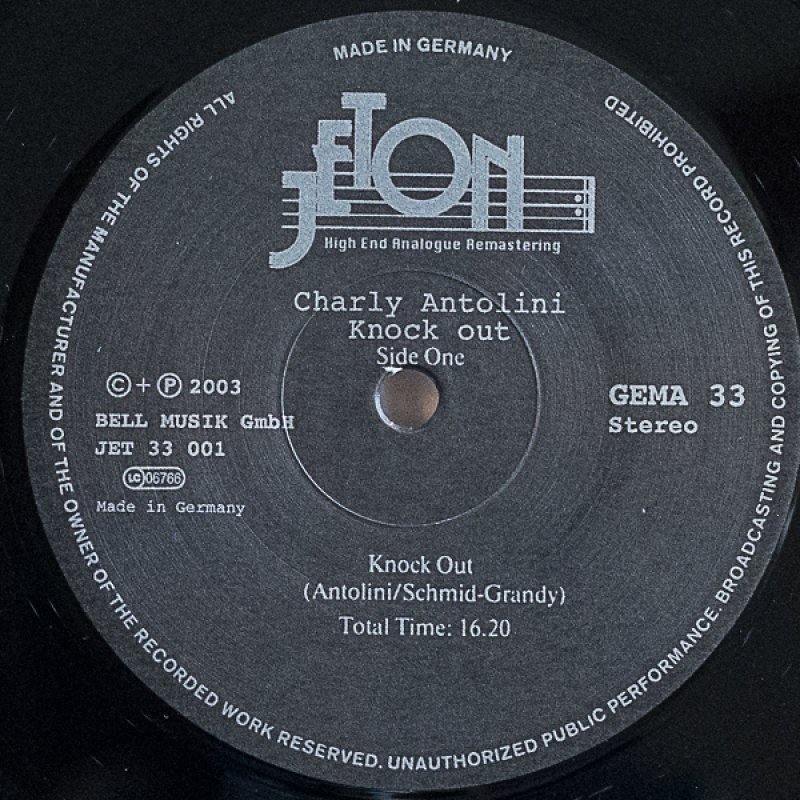 MADE IN GERMANY
JETON
High End Analogue Remastering
Charly Antolini
Knock out
Side One
© + ℗ 2003
BELL MUSIK GmbH
JET 33 001
LC 06766
Made in Germany
GEMA 33
Stereo
Knock Out
(Antolini/Schmid-Grandy)
Total Time: 16.20
ALL RIGHTS OF THE MANUFACTURER AND OF THE OWNER OF THE RECORDED WORK RESERVED. UNAUTHORIZED PUBLIC PERFORMANCE. BROADCASTING AND COPYING OF THIS RECORD PROHIBITED